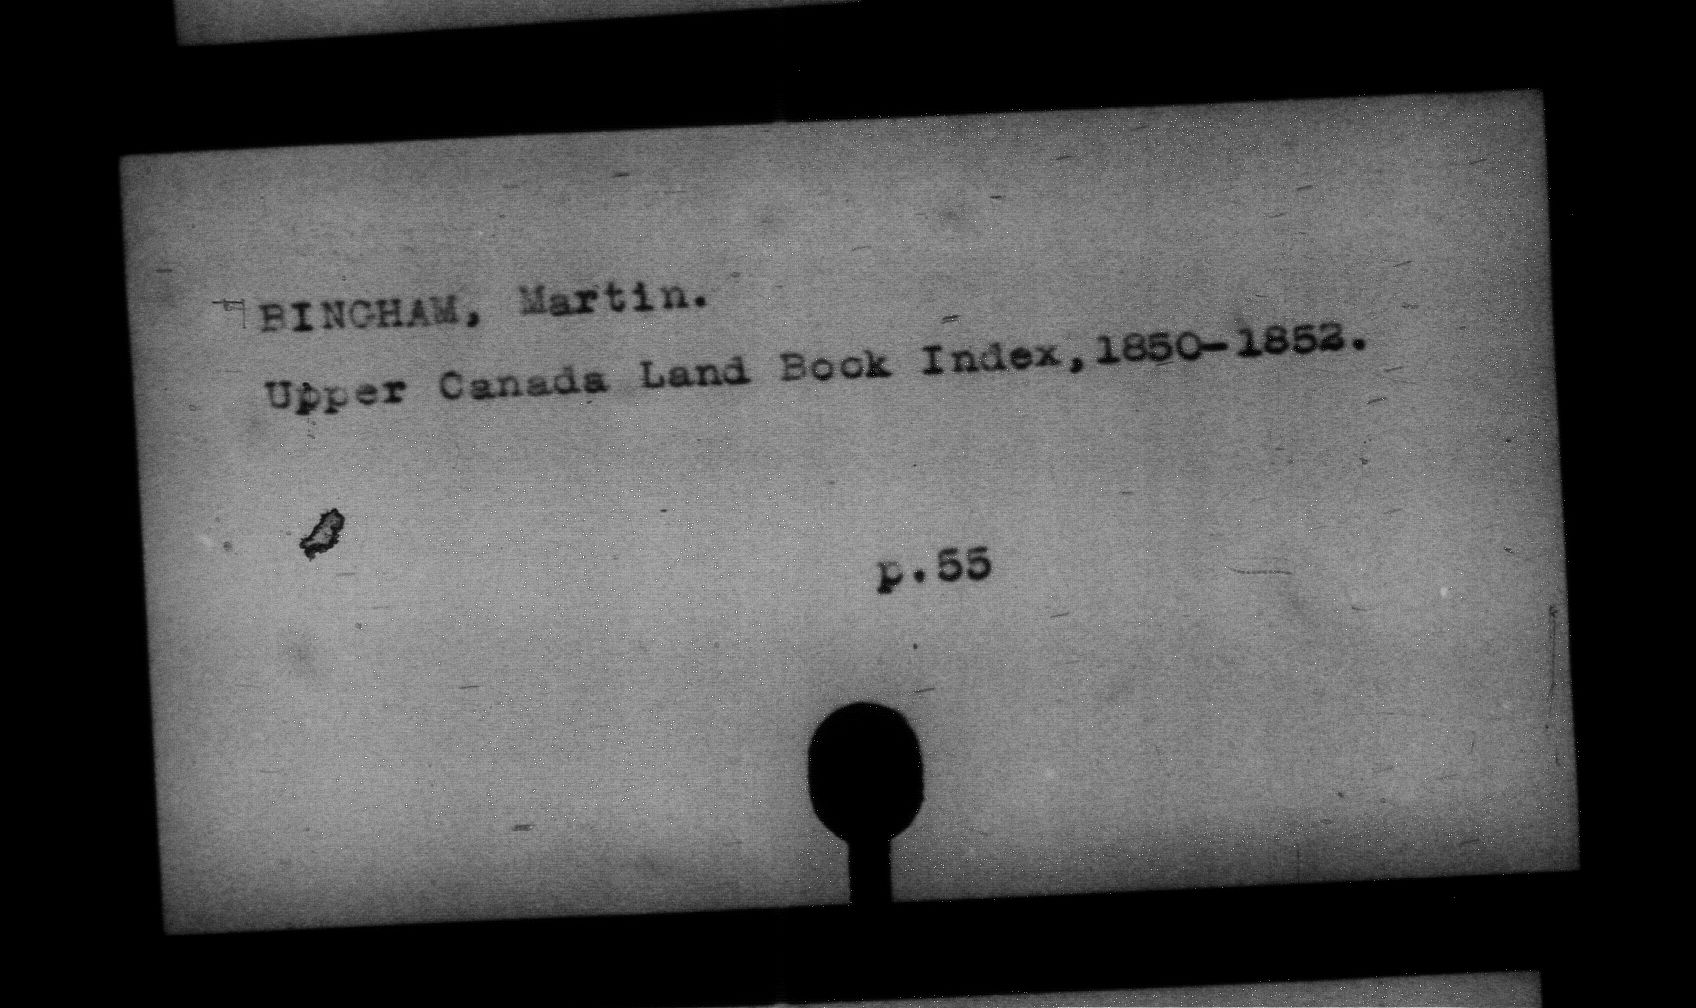 BINGHAM, Martin.
Upper Canada Land Book Index,1850-1852.
p.55